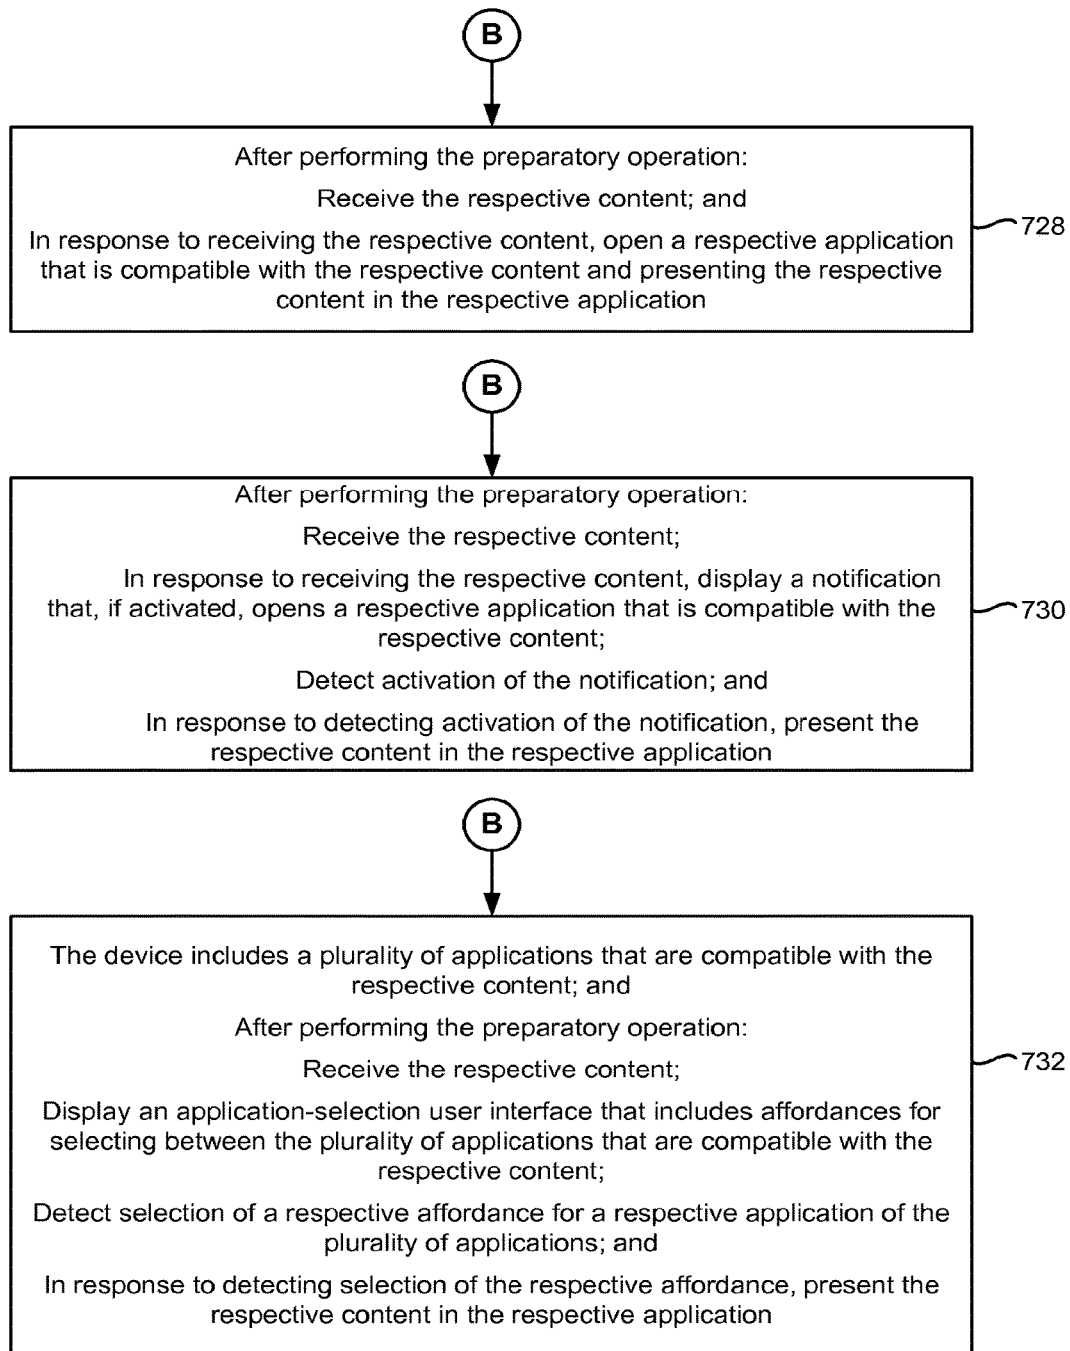 B
After performing the preparatory operation:
Receive the respective content; and
In response to receiving the respective content, open a respective application
that is compatible with the respective content and presenting the respective
content in the respective application
728
B
After performing the preparatory operation:
Receive the respective content;
In response to receiving the respective content, display a notification
that, if activated, opens a respective application that is compatible with the
respective content;
Detect activation of the notification; and
In response to detecting activation of the notification, present the
respective content in the respective application
730
B
The device includes a plurality of applications that are compatible with the
respective content; and
After performing the preparatory operation:
Receive the respective content;
Display an application-selection user interface that includes affordances for
selecting between the plurality of applications that are compatible with the
respective content;
Detect selection of a respective affordance for a respective application of the
plurality of applications; and
In response to detecting selection of the respective affordance, present the
respective content in the respective application
732